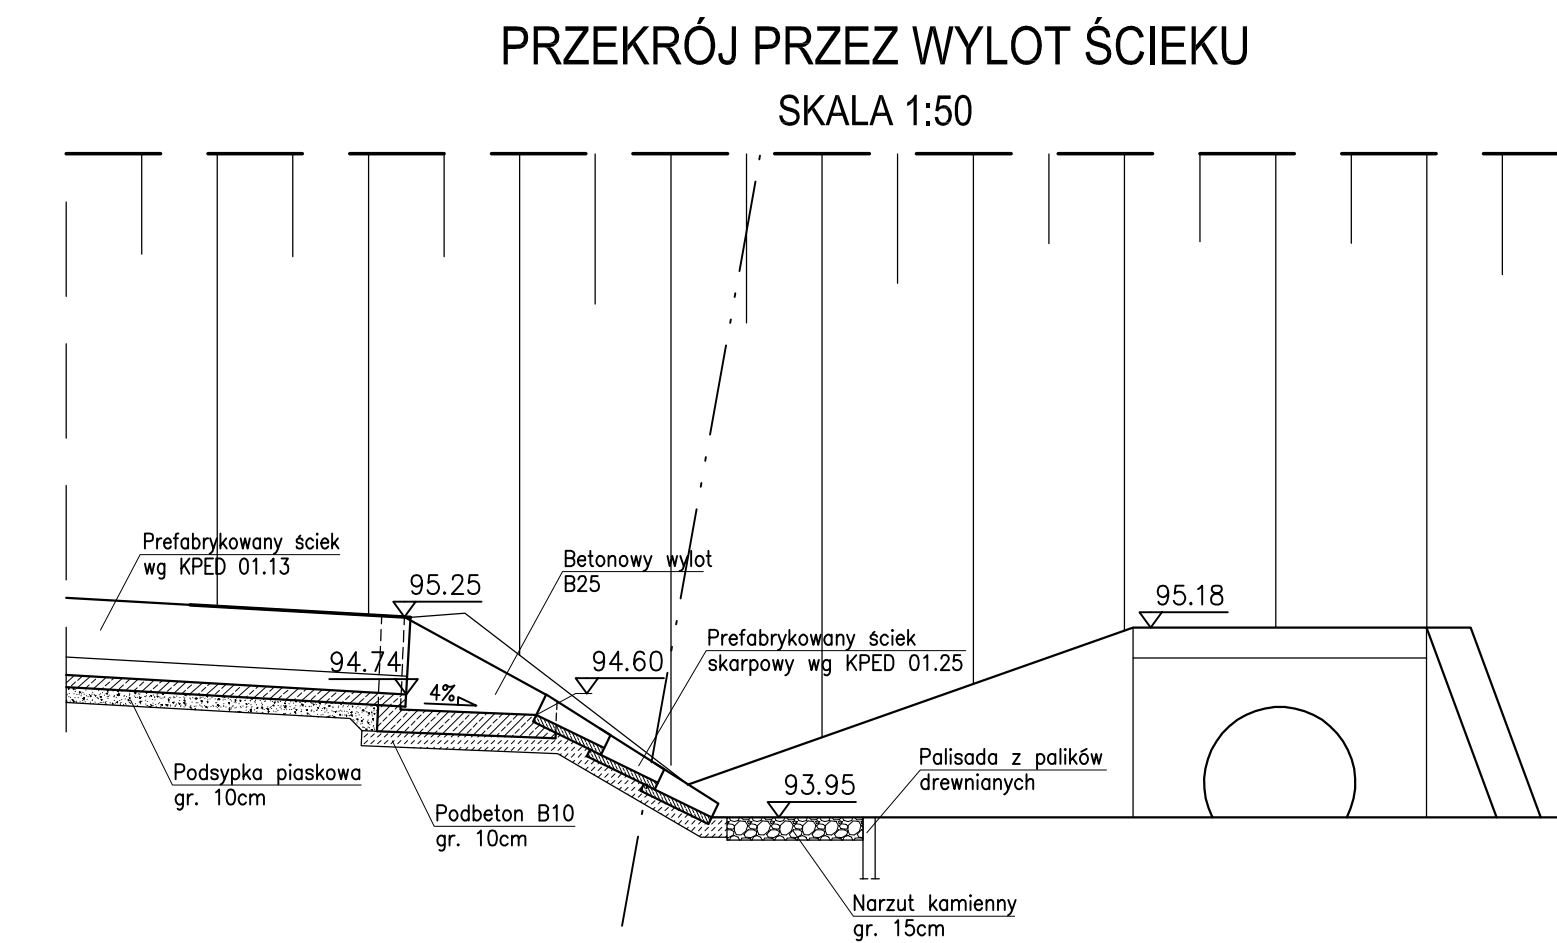 PRZEKRÓJ PRZEZ WYLOT ŚCIEKU
SKALA 1:50
Prefabrykowany ściek
wg KPED 01.13
95.25
Betonowy wylot
B25
95.18
94.74
4%
94.60
Prefabrykowany ściek
skarpowy wg KPED 01.25
Podsypka piaskowa
gr. 10cm
Podbeton B10
gr. 10cm
93.95
Palisada z palików
drewnianych
Narzut kamienny
gr. 15cm